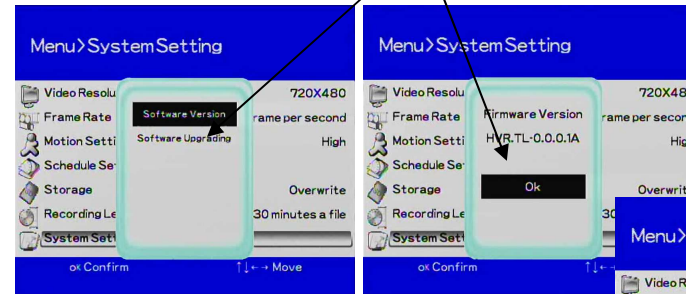 Menu>SystemSetting
Video Resolu 720X480
Frame Rate rame per second
Motion Setti High
Schedule Se
Storage Overwrite
Recording Le 30 minutes a file
System Set
Software Version
Software Upgrading
ok Confirm ↑↓←→ Move
Menu>SystemSetting
Video Resolu 720X48
Frame Rate rame per secon
Motion Setti Hig
Schedule Se
Storage Overwrit
Recording Le 30
System Set
Firmware Version
HVR.TL-0.0.0.1A
Ok
ok Confirm ↑↓←→
Menu>
Video R